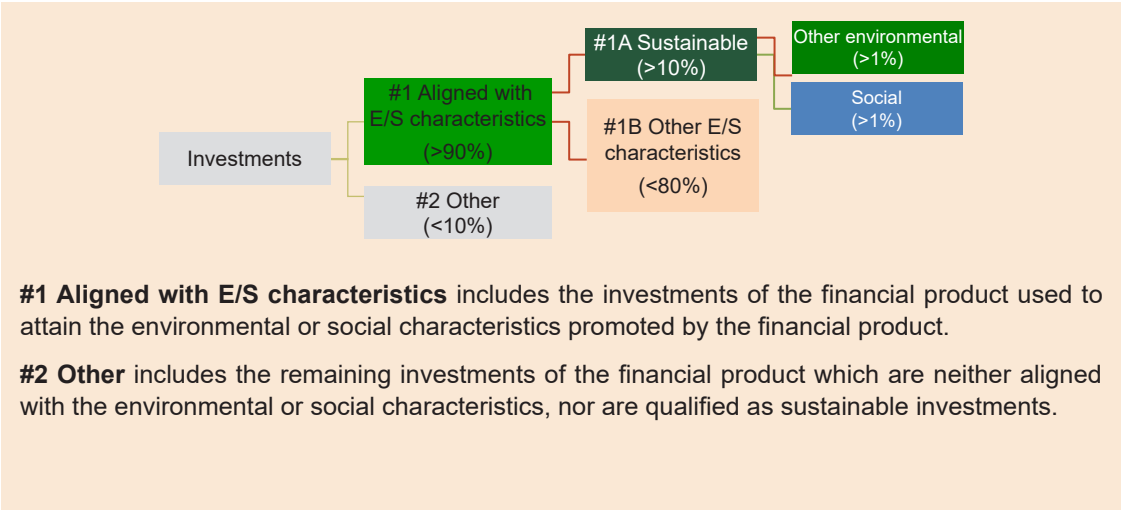 #1A Sustainable
(>10%)
Other environmental
(>1%)
Social
(>1%)
#1 Aligned with
E/S characteristics
(>90%)
#1B Other E/S
characteristics
(<80%)
Investments
#2 Other
(<10%)
#1 Aligned with E/S characteristics includes the investments of the financial product used to
attain the environmental or social characteristics promoted by the financial product.
#2 Other includes the remaining investments of the financial product which are neither aligned
with the environmental or social characteristics, nor are qualified as sustainable investments.